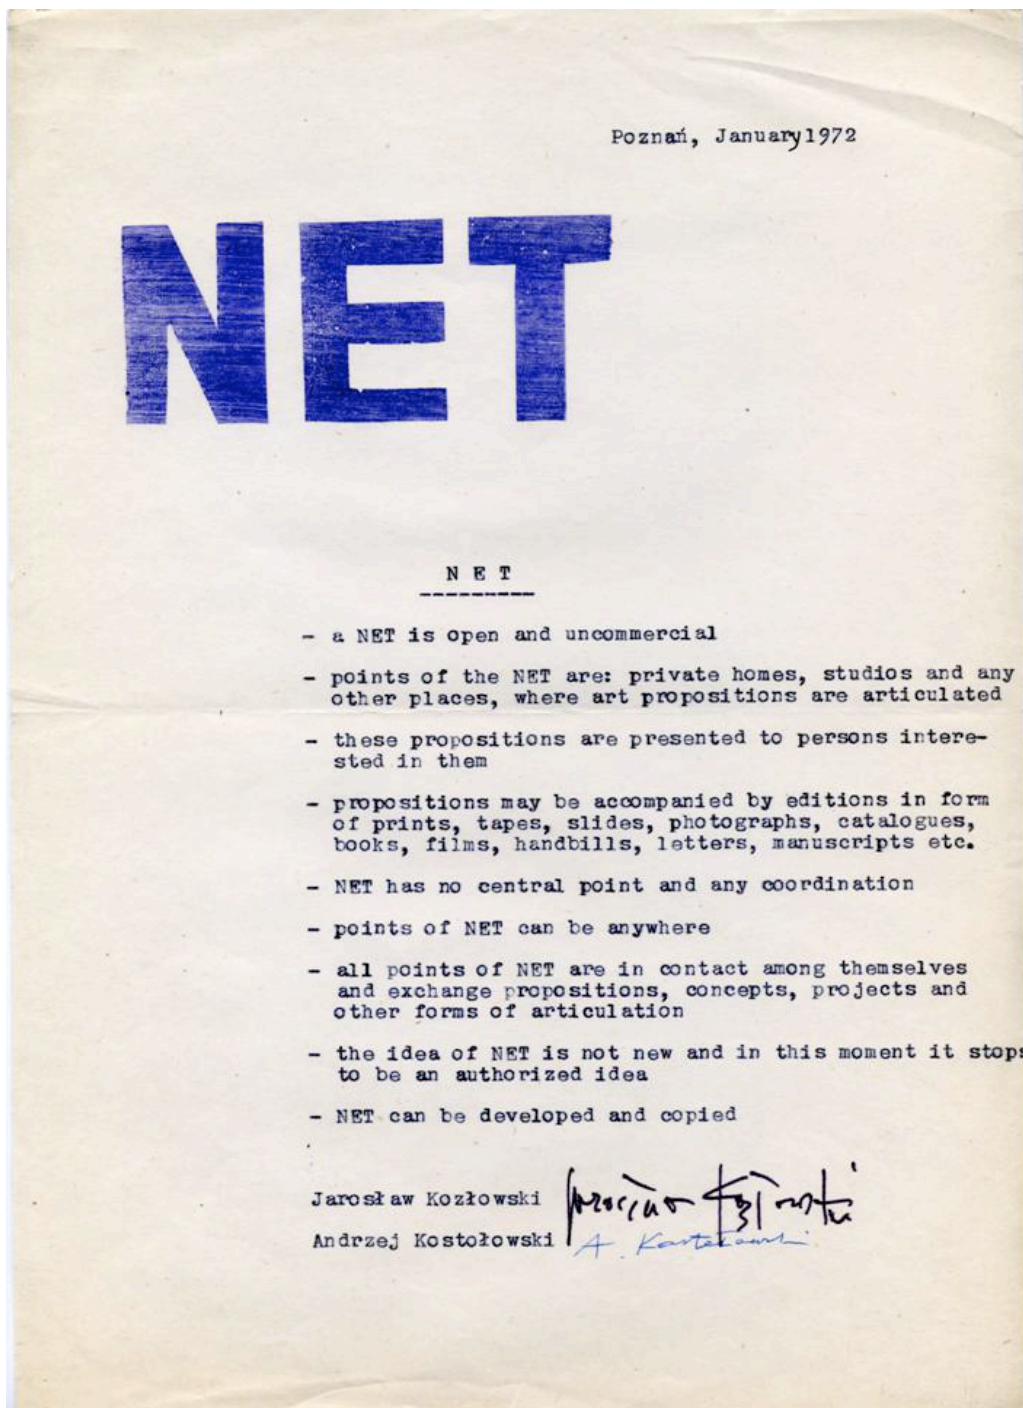 Poznań, January1972
NET
N E T
---------
- a NET is open and uncommercial
- points of the NET are: private homes, studios and any
other places, where art propositions are articulated
- these propositions are presented to persons intere-
sted in them
- propositions may be accompanied by editions in form
of prints, tapes, slides, photographs, catalogues,
books, films, handbills, letters, manuscripts etc.
- NET has no central point and any coordination
- points of NET can be anywhere
- all points of NET are in contact among themselves
and exchange propositions, concepts, projects and
other forms of articulation
- the idea of NET is not new and in this moment it stops
to be an authorized idea
- NET can be developed and copied
Jarosław Kozłowski Jarosław Kozłowski
Andrzej Kostołowski A. Kostołowski